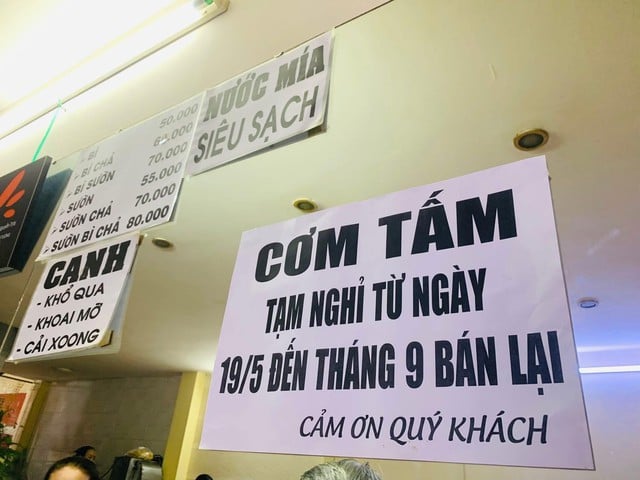 NƯỚC MÍA
SIÊU SẠCH
- BÌ 50.000
- BÌ CHẢ 60.000
- BÌ SƯỜN 70.000
- SƯỜN 55.000
- SƯỜN CHẢ 70.000
- SƯỜN BÌ CHẢ 80.000
CANH
- KHỔ QUA
- KHOAI MỠ
- CẢI XOONG
CƠM TẤM
TẠM NGHỈ TỪ NGÀY
19/5 ĐẾN THÁNG 9 BÁN LẠI
CẢM ƠN QUÝ KHÁCH